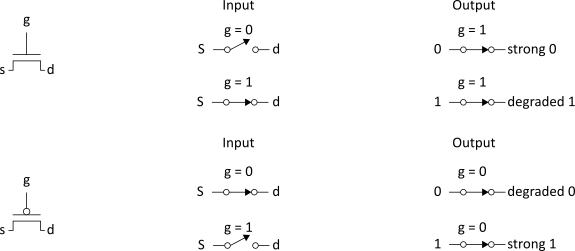 Input Output
g
g = 0 g = 1
S d 0 strong 0
s d
g = 1 g = 1
S d 1 degraded 1
Input Output
g = 0 g = 0
g
S d 0 degraded 0
g = 1 g = 0
s d
S d 1 strong 1